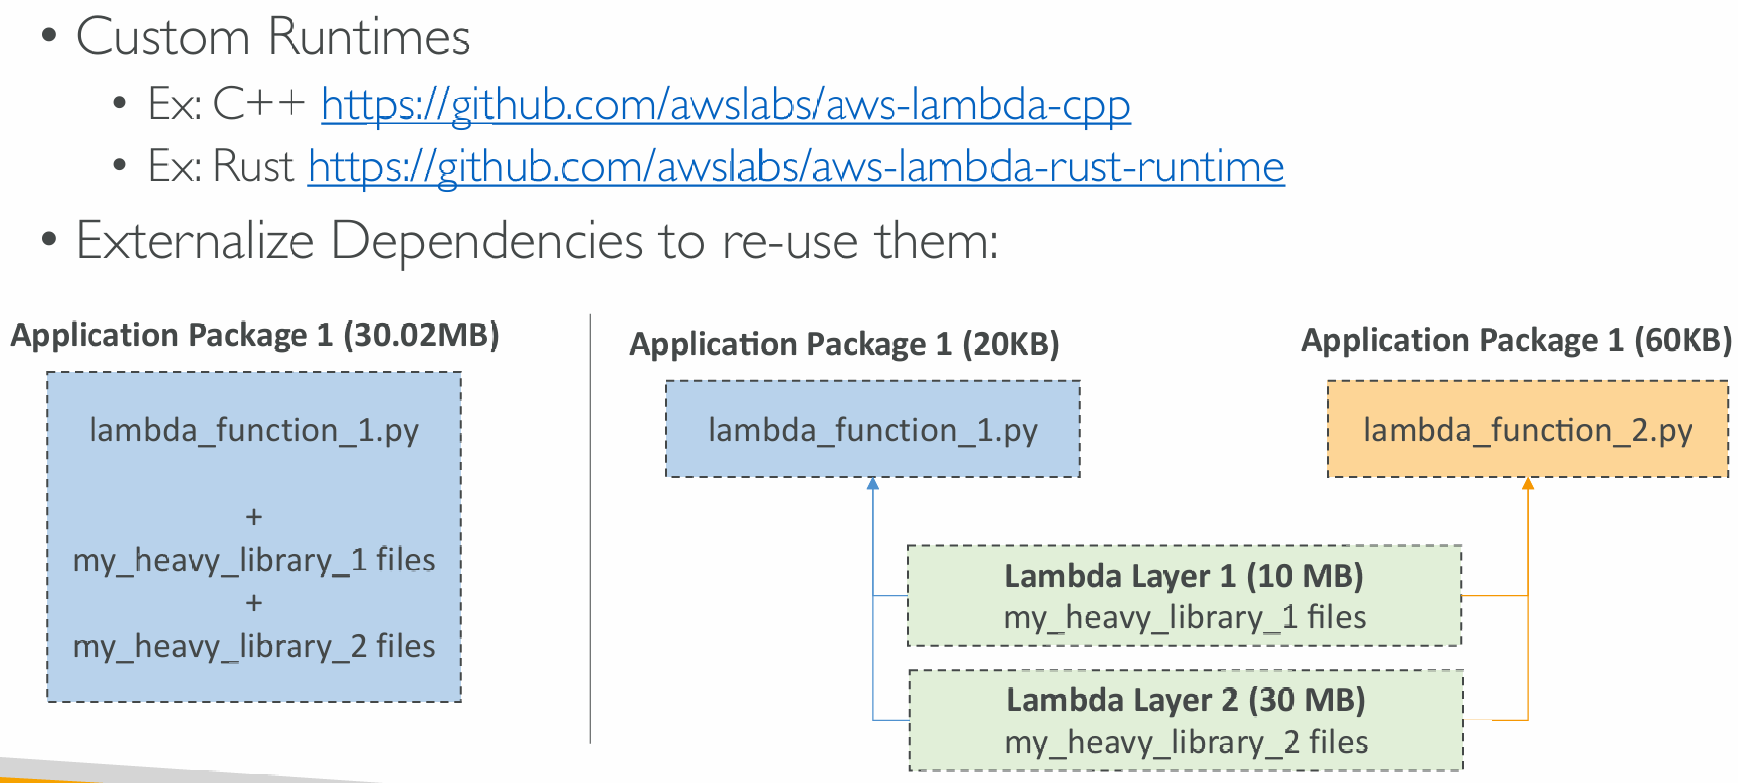 • Custom Runtimes
• Ex: C++ https://github.com/awslabs/aws-lambda-cpp
• Ex: Rust https://github.com/awslabs/aws-lambda-rust-runtime
• Externalize Dependencies to re-use them:
Application Package 1 (30.02MB)
lambda_function_1.py
+
my_heavy_library_1 files
+
my_heavy_library_2 files
Application Package 1 (20KB)
lambda_function_1.py
Application Package 1 (60KB)
lambda_function_2.py
Lambda Layer 1 (10 MB)
my_heavy_library_1 files
Lambda Layer 2 (30 MB)
my_heavy_library_2 files